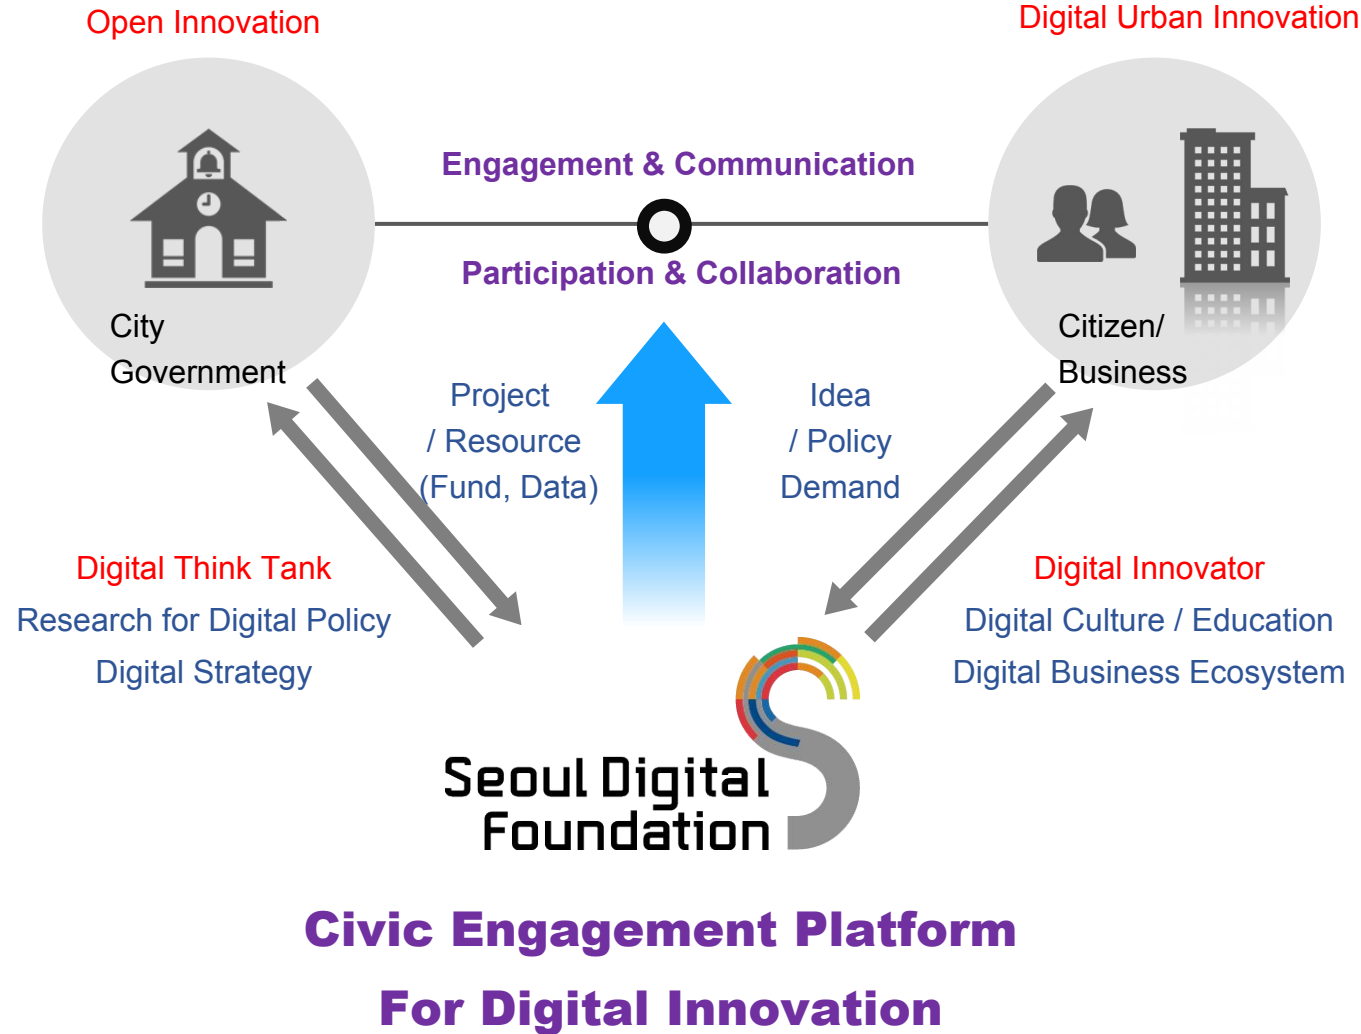 Open Innovation
Digital Urban Innovation
Engagement & Communication
Participation & Collaboration
City
Government
Citizen/
Business
Project
/ Resource
(Fund, Data)
Idea
/ Policy
Demand
Digital Think Tank
Research for Digital Policy
Digital Strategy
Digital Innovator
Digital Culture / Education
Digital Business Ecosystem
Seoul Digital
Foundation
Civic Engagement Platform
For Digital Innovation